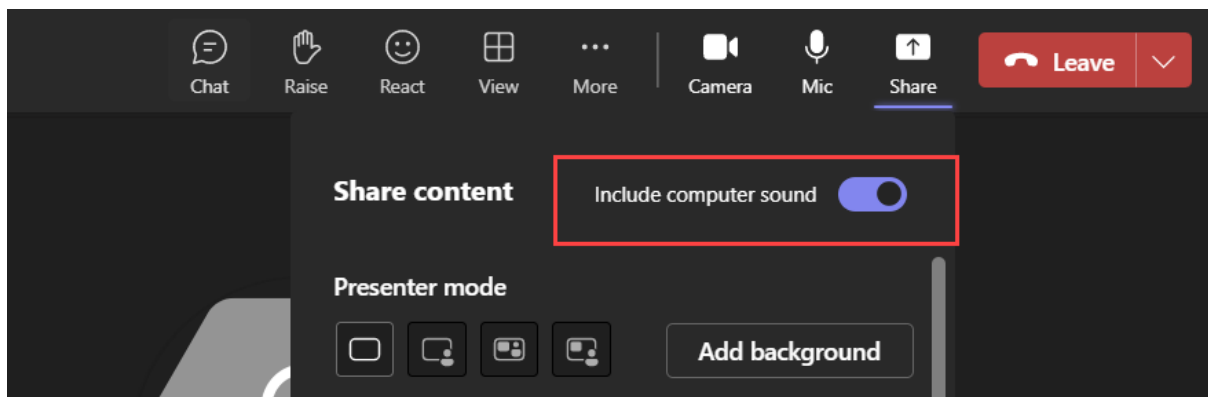 Chat Raise React View More Camera Mic Share Leave
Share content Include computer sound
Presenter mode
Add background